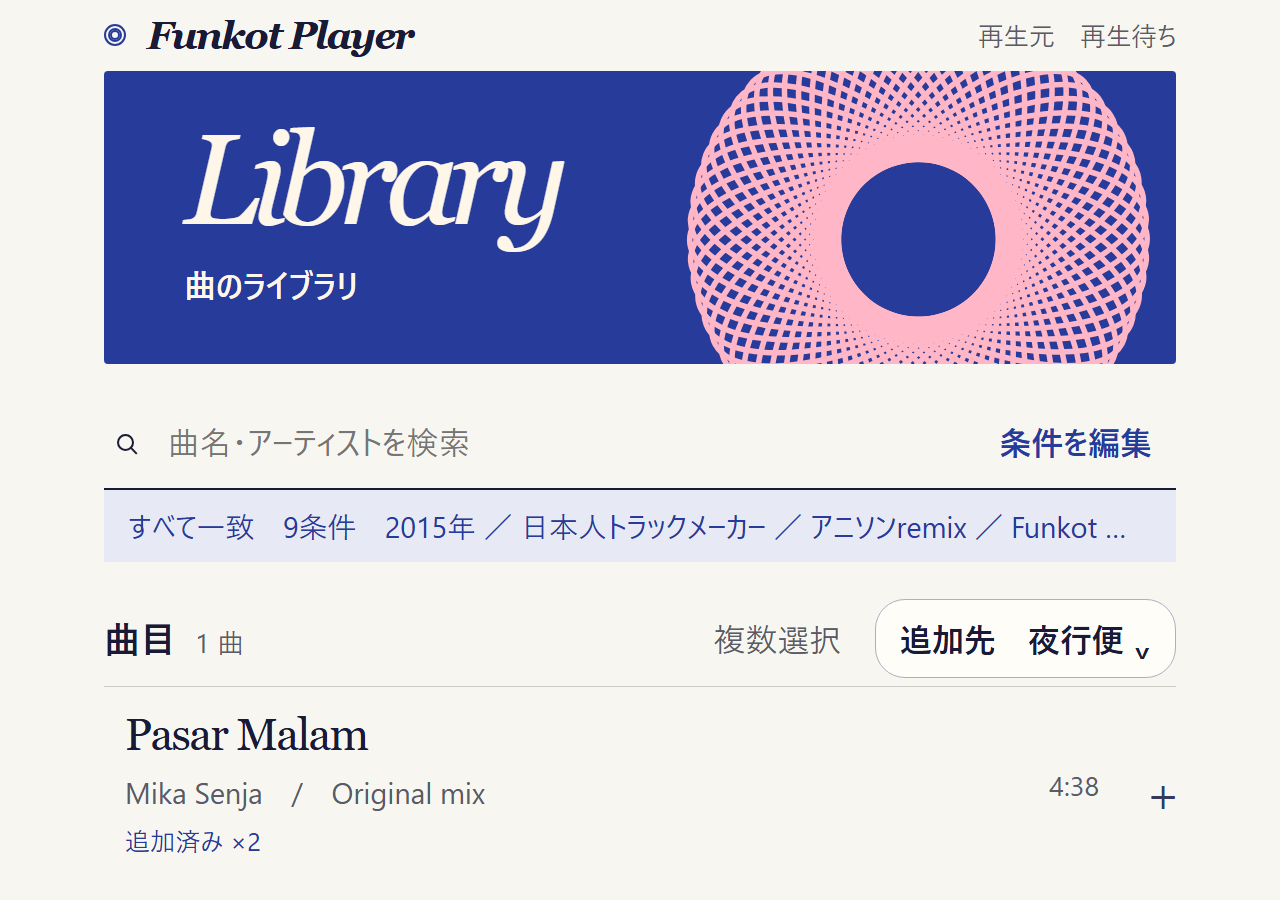 Funkot Player 再生元 再生待ち
Library
曲のライブラリ
曲名・アーティストを検索 条件を編集
すべて一致 9条件 2015年 ／ 日本人トラックメーカー ／ アニソンremix ／ Funkot …
曲目 1 曲 複数選択 追加先 夜行便
Pasar Malam
Mika Senja / Original mix 4:38 +
追加済み ×2